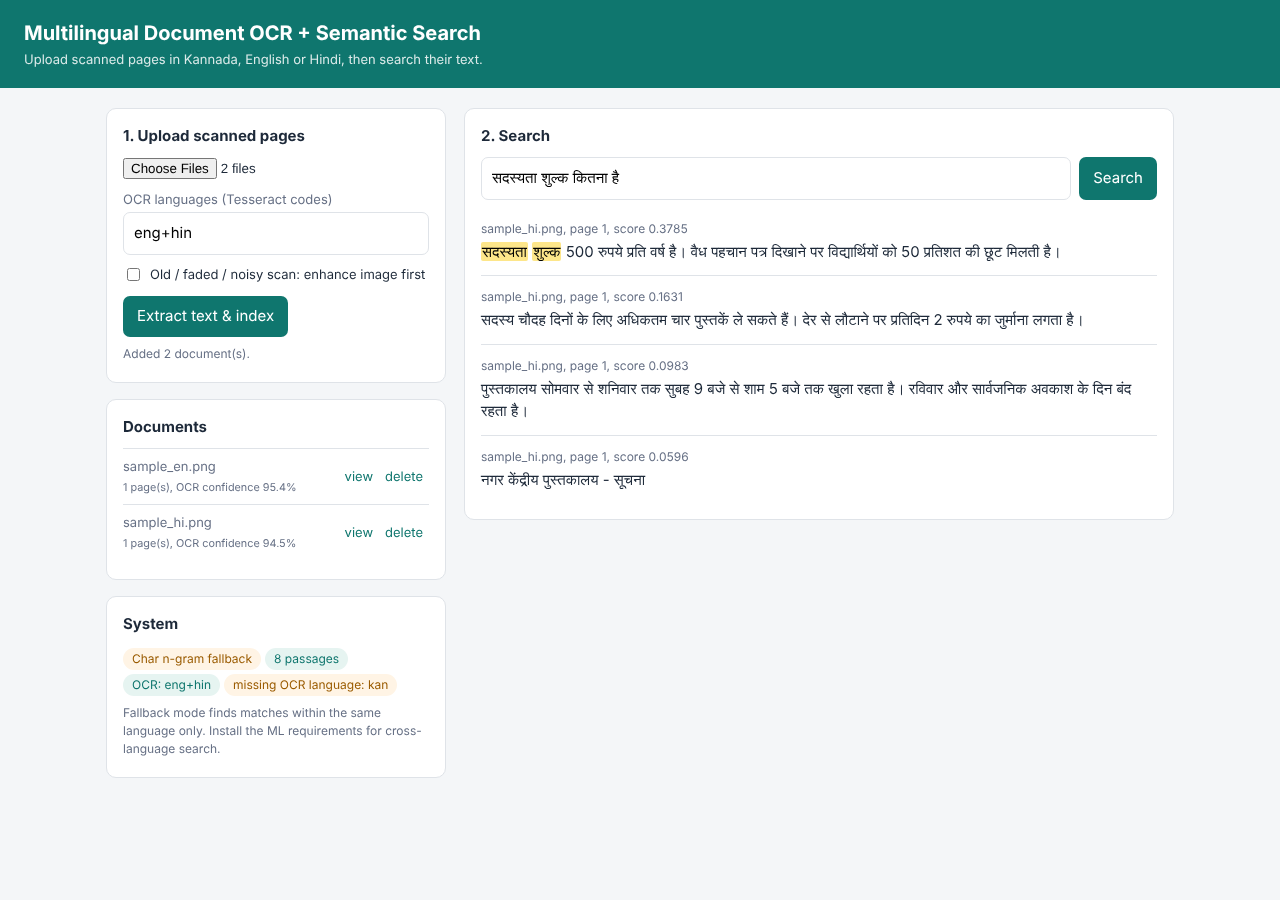 Multilingual Document OCR + Semantic Search
Upload scanned pages in Kannada, English or Hindi, then search their text.
1. Upload scanned pages
Choose Files 2 files
OCR languages (Tesseract codes)
eng+hin
Old / faded / noisy scan: enhance image first
Extract text & index
Added 2 document(s).
Documents
sample_en.png
1 page(s), OCR confidence 95.4%
view delete
sample_hi.png
1 page(s), OCR confidence 94.5%
view delete
System
Char n-gram fallback 8 passages
OCR: eng+hin missing OCR language: kan
Fallback mode finds matches within the same
language only. Install the ML requirements for cross-
language search.
2. Search
सदस्यता शुल्क कितना है Search
sample_hi.png, page 1, score 0.3785
सदस्यता शुल्क 500 रुपये प्रति वर्ष है। वैध पहचान पत्र दिखाने पर विद्यार्थियों को 50 प्रतिशत की छूट मिलती है।
sample_hi.png, page 1, score 0.1631
सदस्य चौदह दिनों के लिए अधिकतम चार पुस्तकें ले सकते हैं। देर से लौटाने पर प्रतिदिन 2 रुपये का जुर्माना लगता है।
sample_hi.png, page 1, score 0.0983
पुस्तकालय सोमवार से शनिवार तक सुबह 9 बजे से शाम 5 बजे तक खुला रहता है। रविवार और सार्वजनिक अवकाश के दिन बंद
रहता है।
sample_hi.png, page 1, score 0.0596
नगर केंद्रीय पुस्तकालय - सूचना